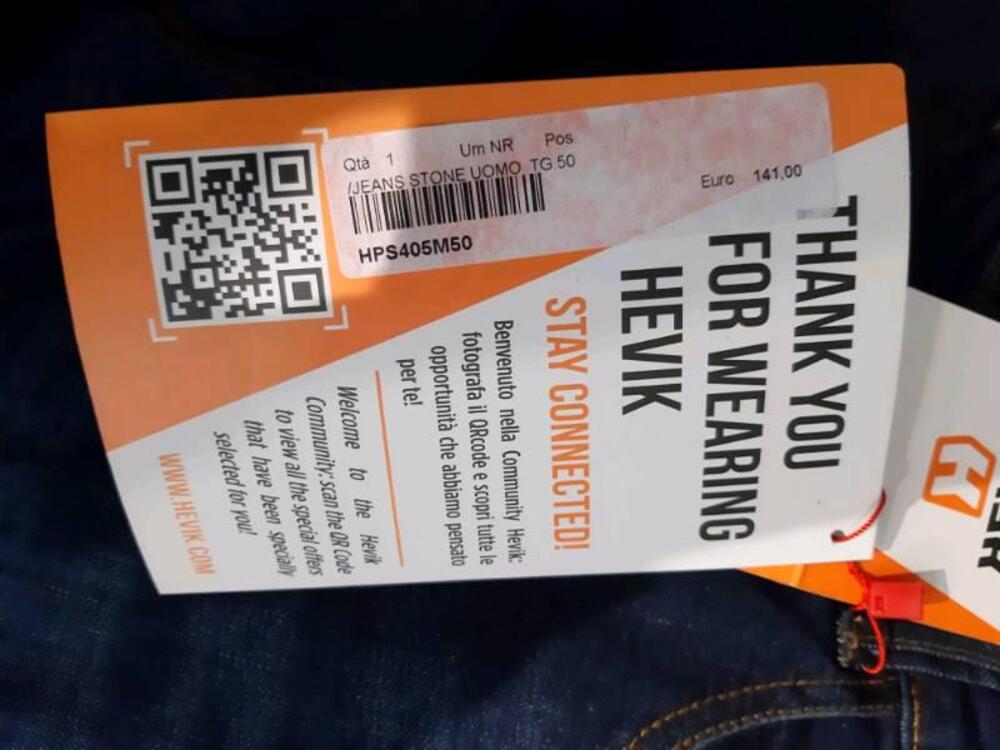 Qtà 1 Um NR Pos
/JEANS STONE UOMO TG.50
Euro 141,00
HPS405M50
THANK YOU
FOR WEARING
HEVIK
STAY CONNECTED!
Benvenuto nella Community Hevik:
fotografa il QRcode e scopri tutte le
opportunità che abbiamo pensato
per te!
Welcome to the Hevik
Community: scan the QR Code
to view all the special offers
that have been specially
selected for you!
WWW.HEVIK.COM